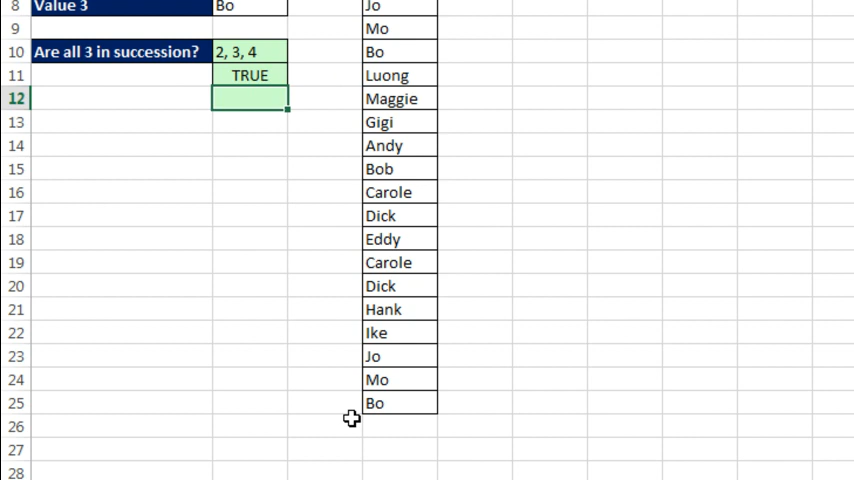 8 Value 3 Bo Jo
9 Mo
10 Are all 3 in succession? 2, 3, 4 Bo
11 TRUE Luong
12 Maggie
13 Gigi
14 Andy
15 Bob
16 Carole
17 Dick
18 Eddy
19 Carole
20 Dick
21 Hank
22 Ike
23 Jo
24 Mo
25 Bo
26
27
28